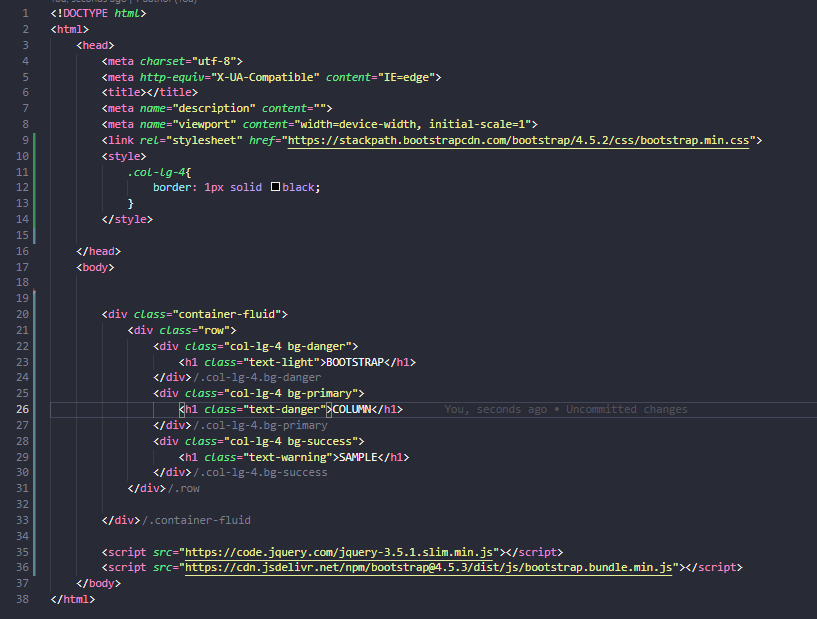 You, seconds ago | 1 author (You)
1 <!DOCTYPE html>
2 <html>
3 <head>
4 <meta charset="utf-8">
5 <meta http-equiv="X-UA-Compatible" content="IE=edge">
6 <title></title>
7 <meta name="description" content="">
8 <meta name="viewport" content="width=device-width, initial-scale=1">
9 <link rel="stylesheet" href="https://stackpath.bootstrapcdn.com/bootstrap/4.5.2/css/bootstrap.min.css">
10 <style>
11 .col-lg-4{
12 border: 1px solid black;
13 }
14 </style>
15
16 </head>
17 <body>
18
19
20 <div class="container-fluid">
21 <div class="row">
22 <div class="col-lg-4 bg-danger">
23 <h1 class="text-light">BOOTSTRAP</h1>
24 </div>/.col-lg-4.bg-danger
25 <div class="col-lg-4 bg-primary">
26 <h1 class="text-danger">COLUMN</h1> You, seconds ago • Uncommitted changes
27 </div>/.col-lg-4.bg-primary
28 <div class="col-lg-4 bg-success">
29 <h1 class="text-warning">SAMPLE</h1>
30 </div>/.col-lg-4.bg-success
31 </div>/.row
32
33 </div>/.container-fluid
34
35 <script src="https://code.jquery.com/jquery-3.5.1.slim.min.js"></script>
36 <script src="https://cdn.jsdelivr.net/npm/bootstrap@4.5.3/dist/js/bootstrap.bundle.min.js"></script>
37 </body>
38 </html>